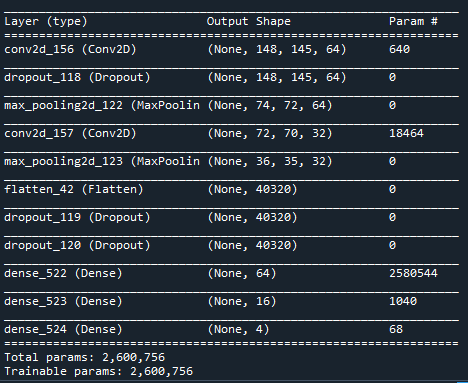 Layer (type) Output Shape Param #
conv2d_156 (Conv2D) (None, 148, 145, 64) 640
dropout_118 (Dropout) (None, 148, 145, 64) 0
max_pooling2d_122 (MaxPoolin (None, 74, 72, 64) 0
conv2d_157 (Conv2D) (None, 72, 70, 32) 18464
max_pooling2d_123 (MaxPoolin (None, 36, 35, 32) 0
flatten_42 (Flatten) (None, 40320) 0
dropout_119 (Dropout) (None, 40320) 0
dropout_120 (Dropout) (None, 40320) 0
dense_522 (Dense) (None, 64) 2580544
dense_523 (Dense) (None, 16) 1040
dense_524 (Dense) (None, 4) 68
Total params: 2,600,756
Trainable params: 2,600,756